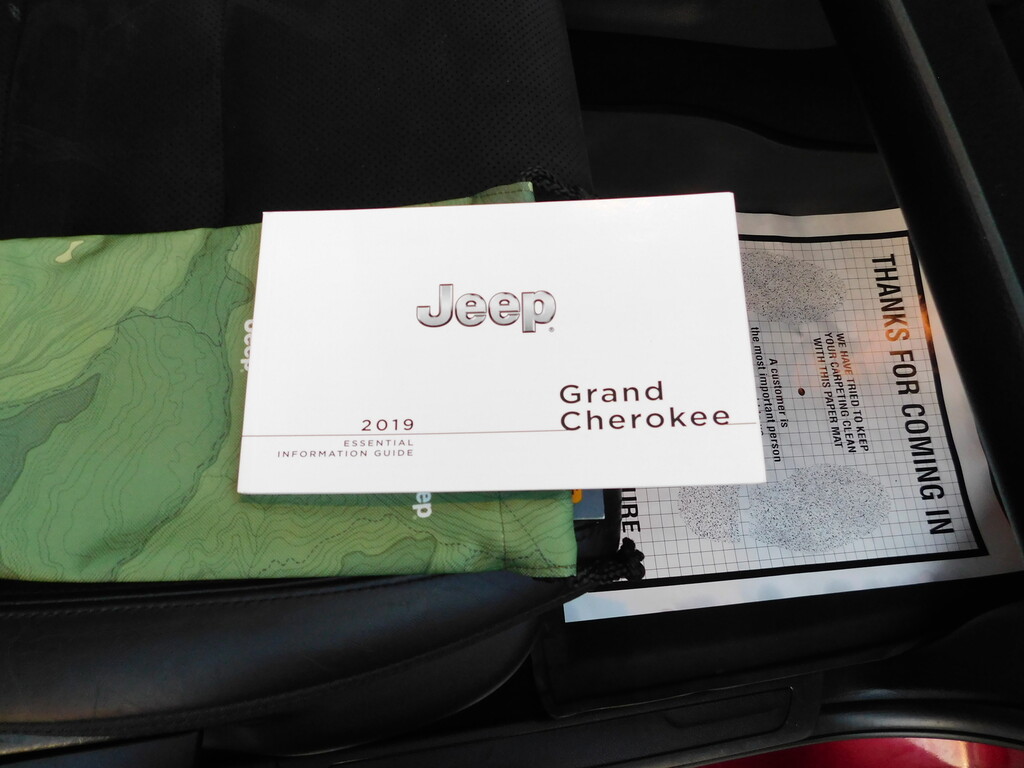 Jeep
Grand
Cherokee
2019
ESSENTIAL
INFORMATION GUIDE
Jeep
THANKS FOR COMING IN
WE HAVE TRIED TO KEEP
YOUR CARPETING CLEAN
WITH THIS PAPER MAT
A customer is
the most important person